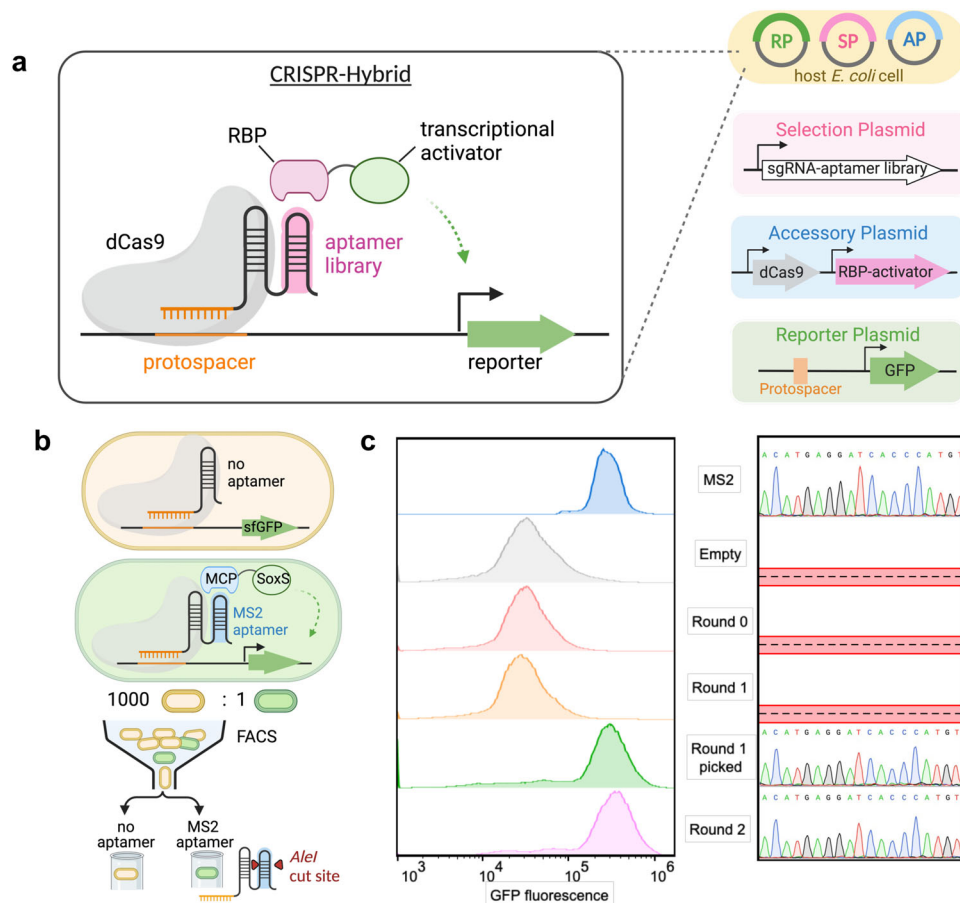 a
CRISPR-Hybrid
RBP
transcriptional
activator
dCas9
aptamer
library
protospacer
reporter
RP
SP
AP
host E. coli cell
Selection Plasmid
sgRNA-aptamer library
Accessory Plasmid
dCas9
RBP-activator
Reporter Plasmid
GFP
Protospacer
b
no
aptamer
sfGFP
MCP
SoxS
MS2
aptamer
1000 : 1
FACS
no
aptamer
MS2
aptamer
AleI
cut site
c
MS2
Empty
Round 0
Round 1
Round 1
picked
Round 2
10³ 10⁴ 10⁵ 10⁶
GFP fluorescence
A C A T G A G G A T C A C C C A T G T
A C A T G A G G A T C A C C C A T G T
A C A T G A G G A T C A C C C A T G T